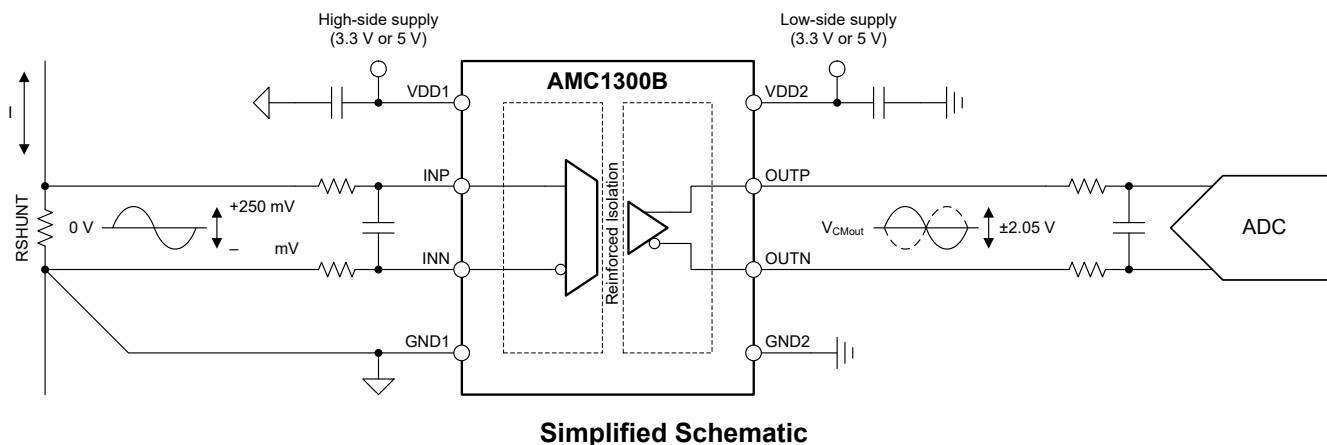 High-side supply
(3.3 V or 5 V)
Low-side supply
(3.3 V or 5 V)
AMC1300B
I
VDD1
VDD2
RSHUNT
0 V
+250 mV
– mV
INP
INN
Reinforced Isolation
OUTP
OUTN
VCMout
±2.05 V
ADC
GND1
GND2
Simplified Schematic